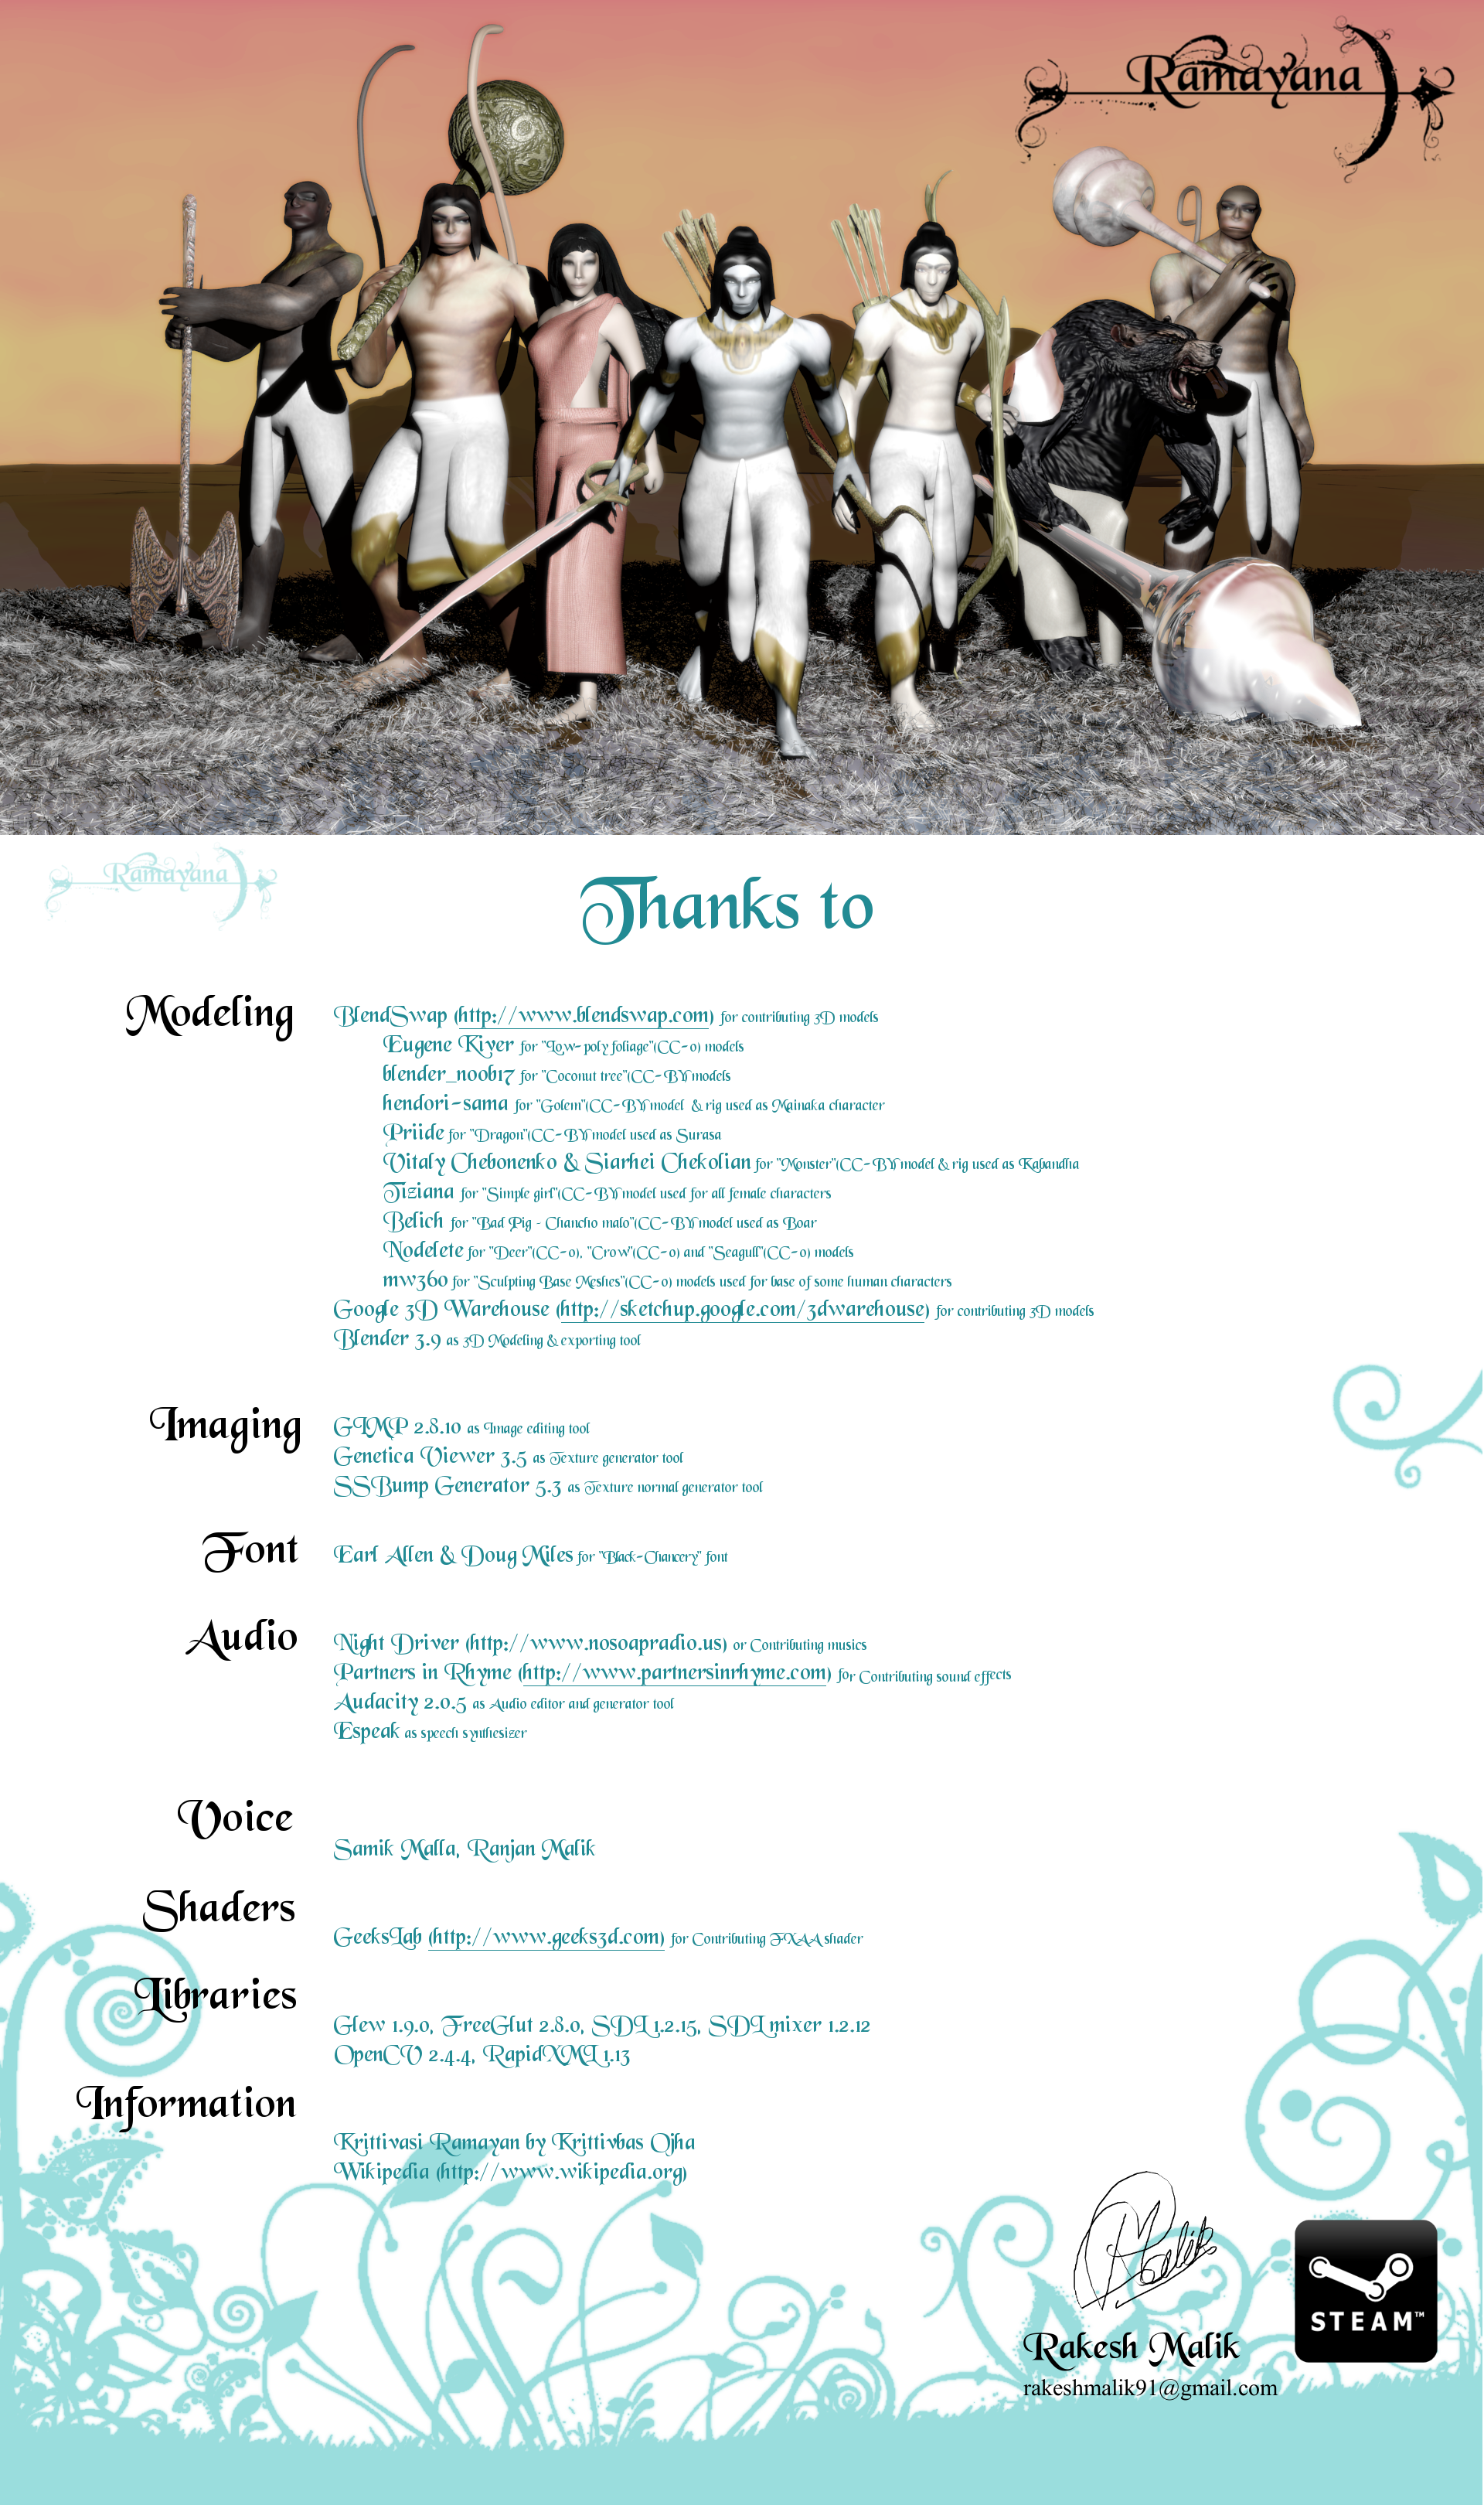 Ramayana
Ramayana
Thanks to
Modeling
BlendSwap (http://www.blendswap.com) for contributing 3D models
Eugene Kiver for "Low-poly foliage"(CC-0) models
blender_noob17 for "Coconut tree"(CC-BY) models
hendori-sama for "Golem"(CC-BY) model & rig used as Mainaka character
Priide for "Dragon"(CC-BY) model used as Surasa
Vitaly Chebonenko & Siarhei Chekolian for "Monster"(CC-BY) model & rig used as Kabandha
Tiziana for "Simple girl"(CC-BY) model used for all female characters
Belich for "Bad Pig - Chancho malo"(CC-BY) model used as Boar
Nodelete for "Deer"(CC-0), "Crow"(CC-0) and "Seagull"(CC-0) models
mw360 for "Sculpting Base Meshes"(CC-0) models used for base of some human characters
Google 3D Warehouse (http://sketchup.google.com/3dwarehouse) for contributing 3D models
Blender 3.9 as 3D Modeling & exporting tool
Imaging
GIMP 2.8.10 as Image editing tool
Genetica Viewer 3.5 as Texture generator tool
SSBump Generator 5.3 as Texture normal generator tool
Font
Earl Allen & Doug Miles for "Black-Chancery" font
Audio
Night Driver (http://www.nosoapradio.us) or Contributing musics
Partners in Rhyme (http://www.partnersinrhyme.com) for Contributing sound effects
Audacity 2.0.5 as Audio editor and generator tool
Espeak as speech synthesizer
Voice
Samik Malla, Ranjan Malik
Shaders
GeeksLab (http://www.geeks3d.com) for Contributing FXAA shader
Libraries
Glew 1.9.0, FreeGlut 2.8.0, SDL 1.2.15, SDL mixer 1.2.12
OpenCV 2.4.4, RapidXML 1.13
Information
Krittivasi Ramayan by Krittivbas Ojha
Wikipedia (http://www.wikipedia.org)
RMalik
Rakesh Malik
rakeshmalik91@gmail.com
STEAM™